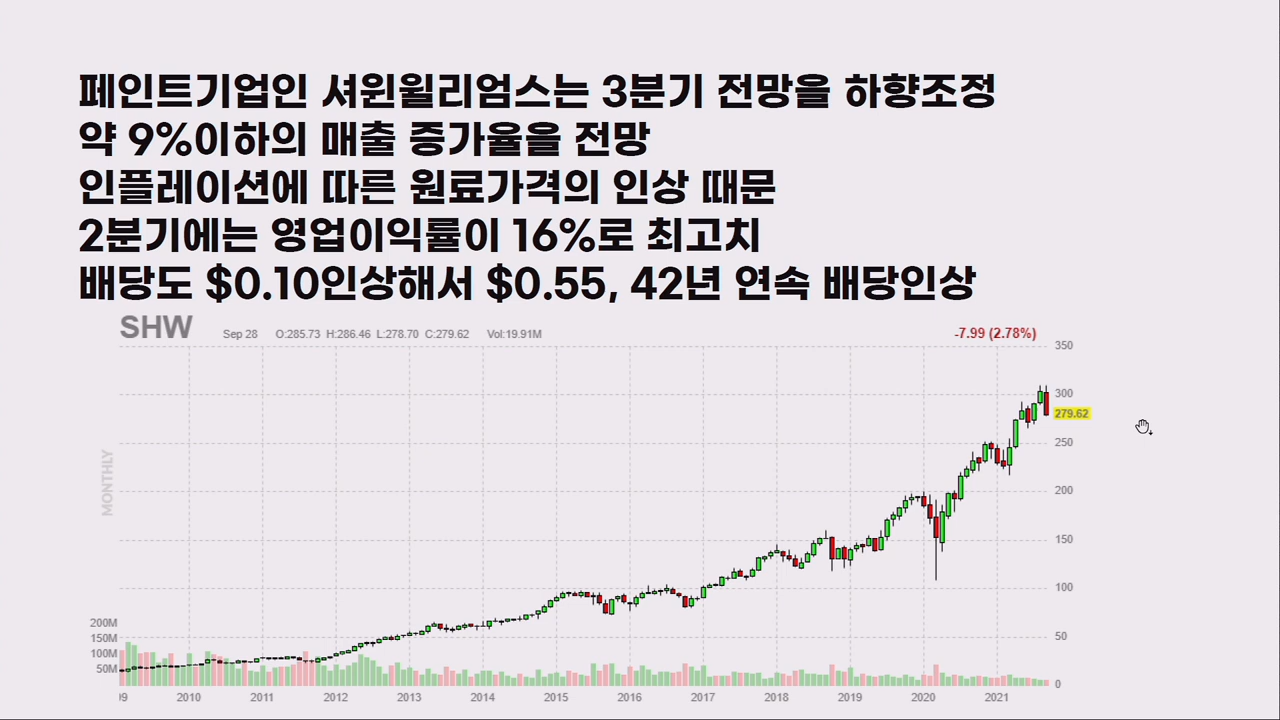 페인트기업인 셔윈윌리엄스는 3분기 전망을 하향조정
약 9%이하의 매출 증가율을 전망
인플레이션에 따른 원료가격의 인상 때문
2분기에는 영업이익률이 16%로 최고치
배당도 $0.10인상해서 $0.55, 42년 연속 배당인상
SHW Sep 28 O:285.73 H:286.46 L:278.70 C:279.62 Vol:19.91M -7.99 (2.78%)
350
300
279.62
250
200
150
100
50
0
MONTHLY
200M
150M
100M
50M
09 2010 2011 2012 2013 2014 2015 2016 2017 2018 2019 2020 2021